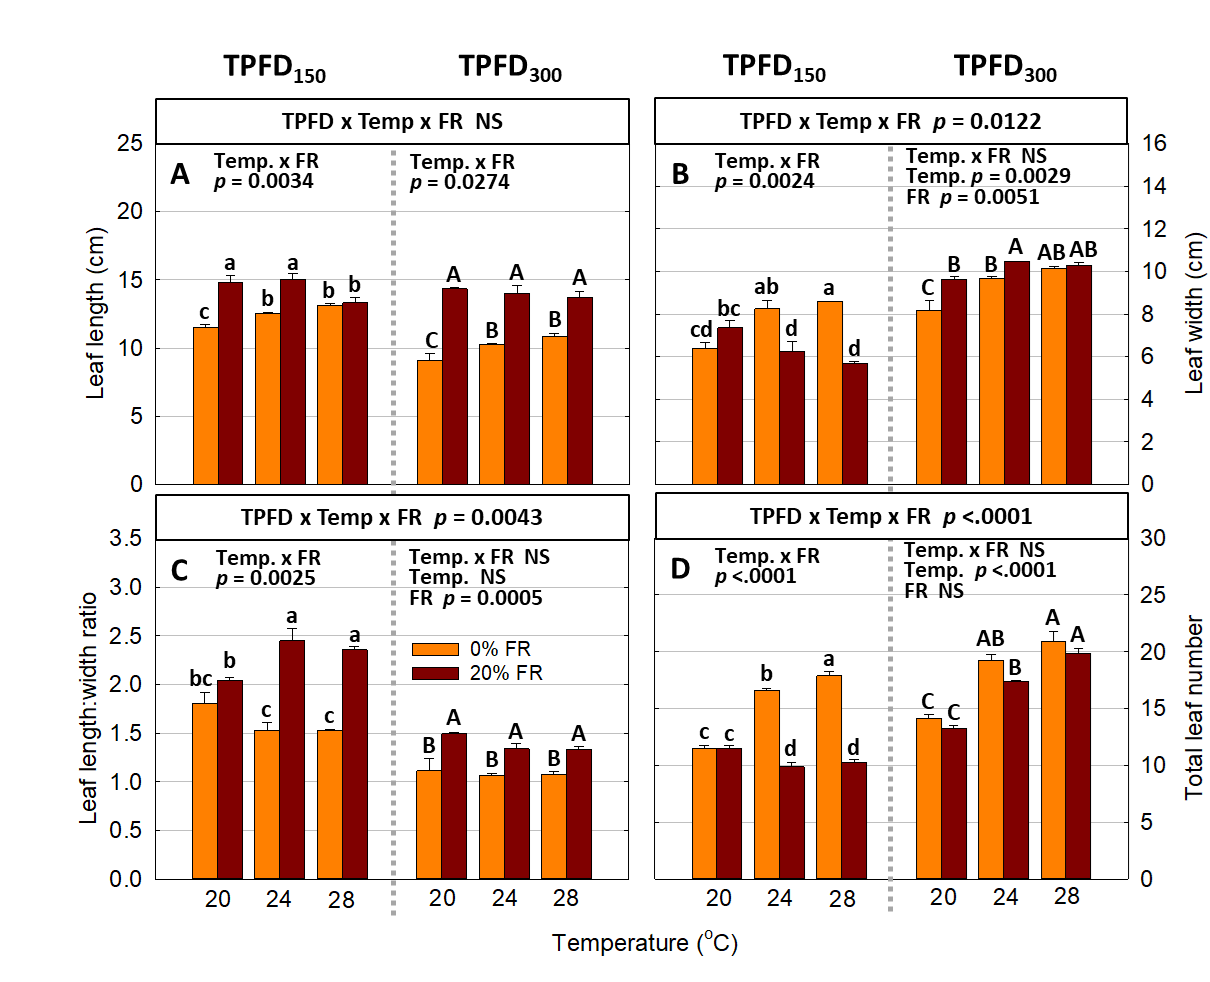 TPFD150 TPFD300 TPFD150 TPFD300
TPFD x Temp x FR NS
A
Temp. x FR
p = 0.0034
Temp. x FR
p = 0.0274
25
20
15
10
5
0
Leaf length (cm)
c a b a b b
C A B A B A
TPFD x Temp x FR p = 0.0122
B
Temp. x FR
p = 0.0024
Temp. x FR NS
Temp. p = 0.0029
FR p = 0.0051
16
14
12
10
8
6
4
2
0
Leaf width (cm)
cd bc ab d a d
C B B A AB AB
TPFD x Temp x FR p = 0.0043
C
Temp. x FR
p = 0.0025
Temp. x FR NS
Temp. NS
FR p = 0.0005
0% FR
20% FR
3.5
3.0
2.5
2.0
1.5
1.0
0.5
0.0
Leaf length:width ratio
bc b c a c a
B A B A B A
20 24 28 20 24 28
TPFD x Temp x FR p <.0001
D
Temp. x FR
p <.0001
Temp. x FR NS
Temp. p <.0001
FR NS
30
25
20
15
10
5
0
Total leaf number
c c b d a d
C C AB B A A
20 24 28 20 24 28
Temperature (oC)